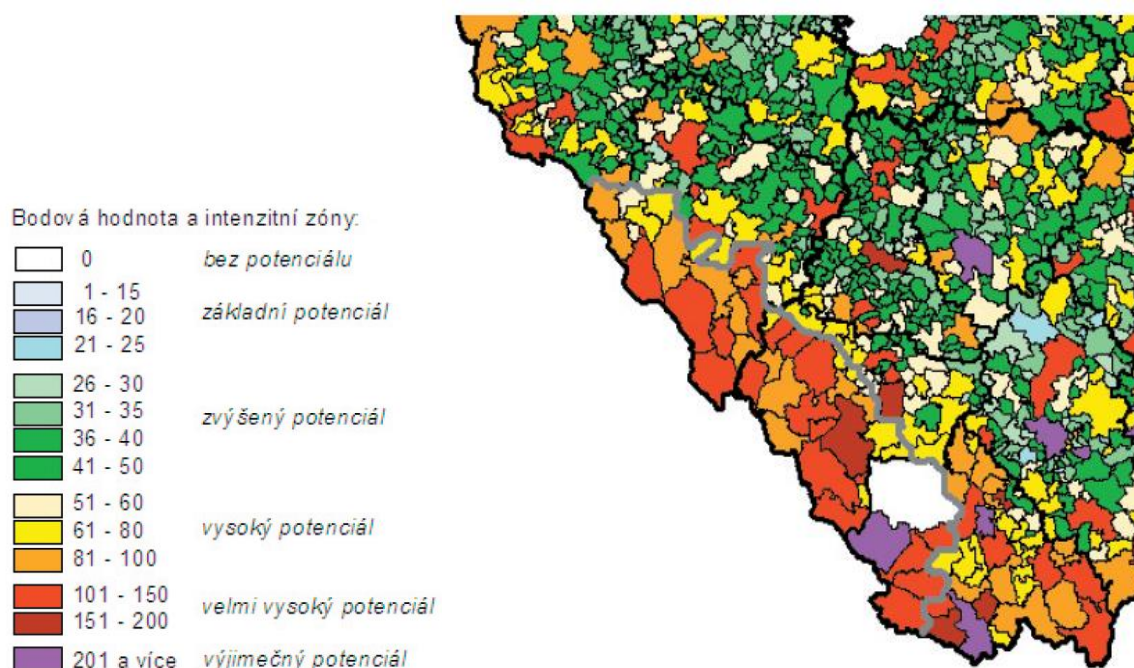 Bodová hodnota a intenzitní zóny:
0 bez potenciálu
1 - 15
16 - 20 základní potenciál
21 - 25
26 - 30
31 - 35 zvýšený potenciál
36 - 40
41 - 50
51 - 60
61 - 80 vysoký potenciál
81 - 100
101 - 150 velmi vysoký potenciál
151 - 200
201 a více výjimečný potenciál